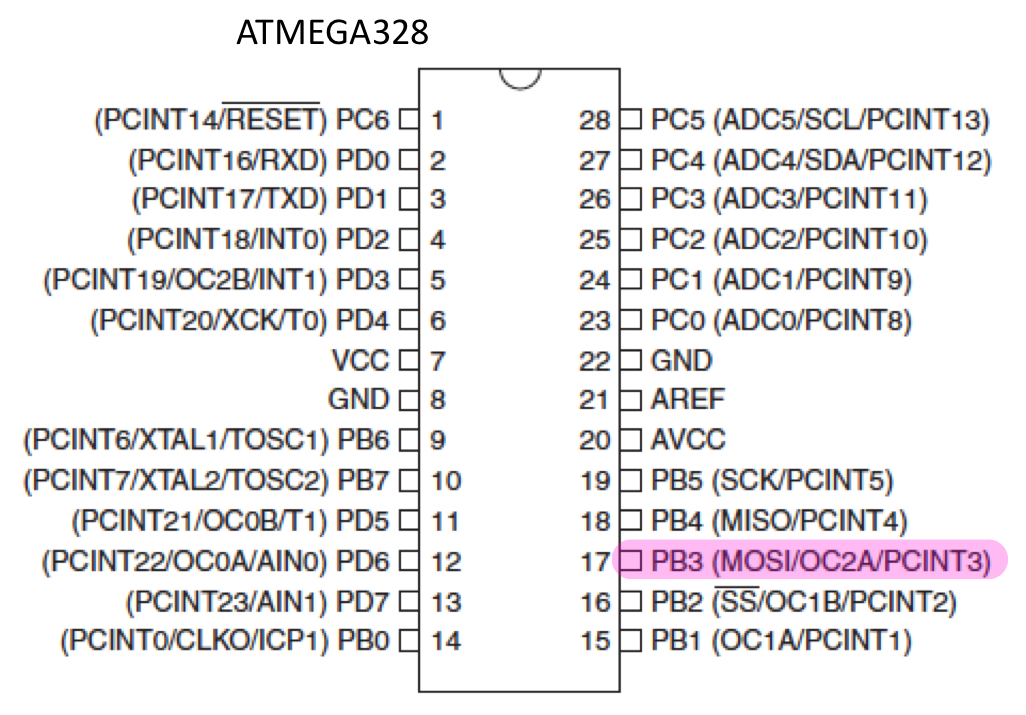 ATMEGA328
(PCINT14/RESET) PC6 1 28 PC5 (ADC5/SCL/PCINT13)
(PCINT16/RXD) PD0 2 27 PC4 (ADC4/SDA/PCINT12)
(PCINT17/TXD) PD1 3 26 PC3 (ADC3/PCINT11)
(PCINT18/INT0) PD2 4 25 PC2 (ADC2/PCINT10)
(PCINT19/OC2B/INT1) PD3 5 24 PC1 (ADC1/PCINT9)
(PCINT20/XCK/T0) PD4 6 23 PC0 (ADC0/PCINT8)
VCC 7 22 GND
GND 8 21 AREF
(PCINT6/XTAL1/TOSC1) PB6 9 20 AVCC
(PCINT7/XTAL2/TOSC2) PB7 10 19 PB5 (SCK/PCINT5)
(PCINT21/OC0B/T1) PD5 11 18 PB4 (MISO/PCINT4)
(PCINT22/OC0A/AIN0) PD6 12 17 PB3 (MOSI/OC2A/PCINT3)
(PCINT23/AIN1) PD7 13 16 PB2 (SS/OC1B/PCINT2)
(PCINT0/CLKO/ICP1) PB0 14 15 PB1 (OC1A/PCINT1)